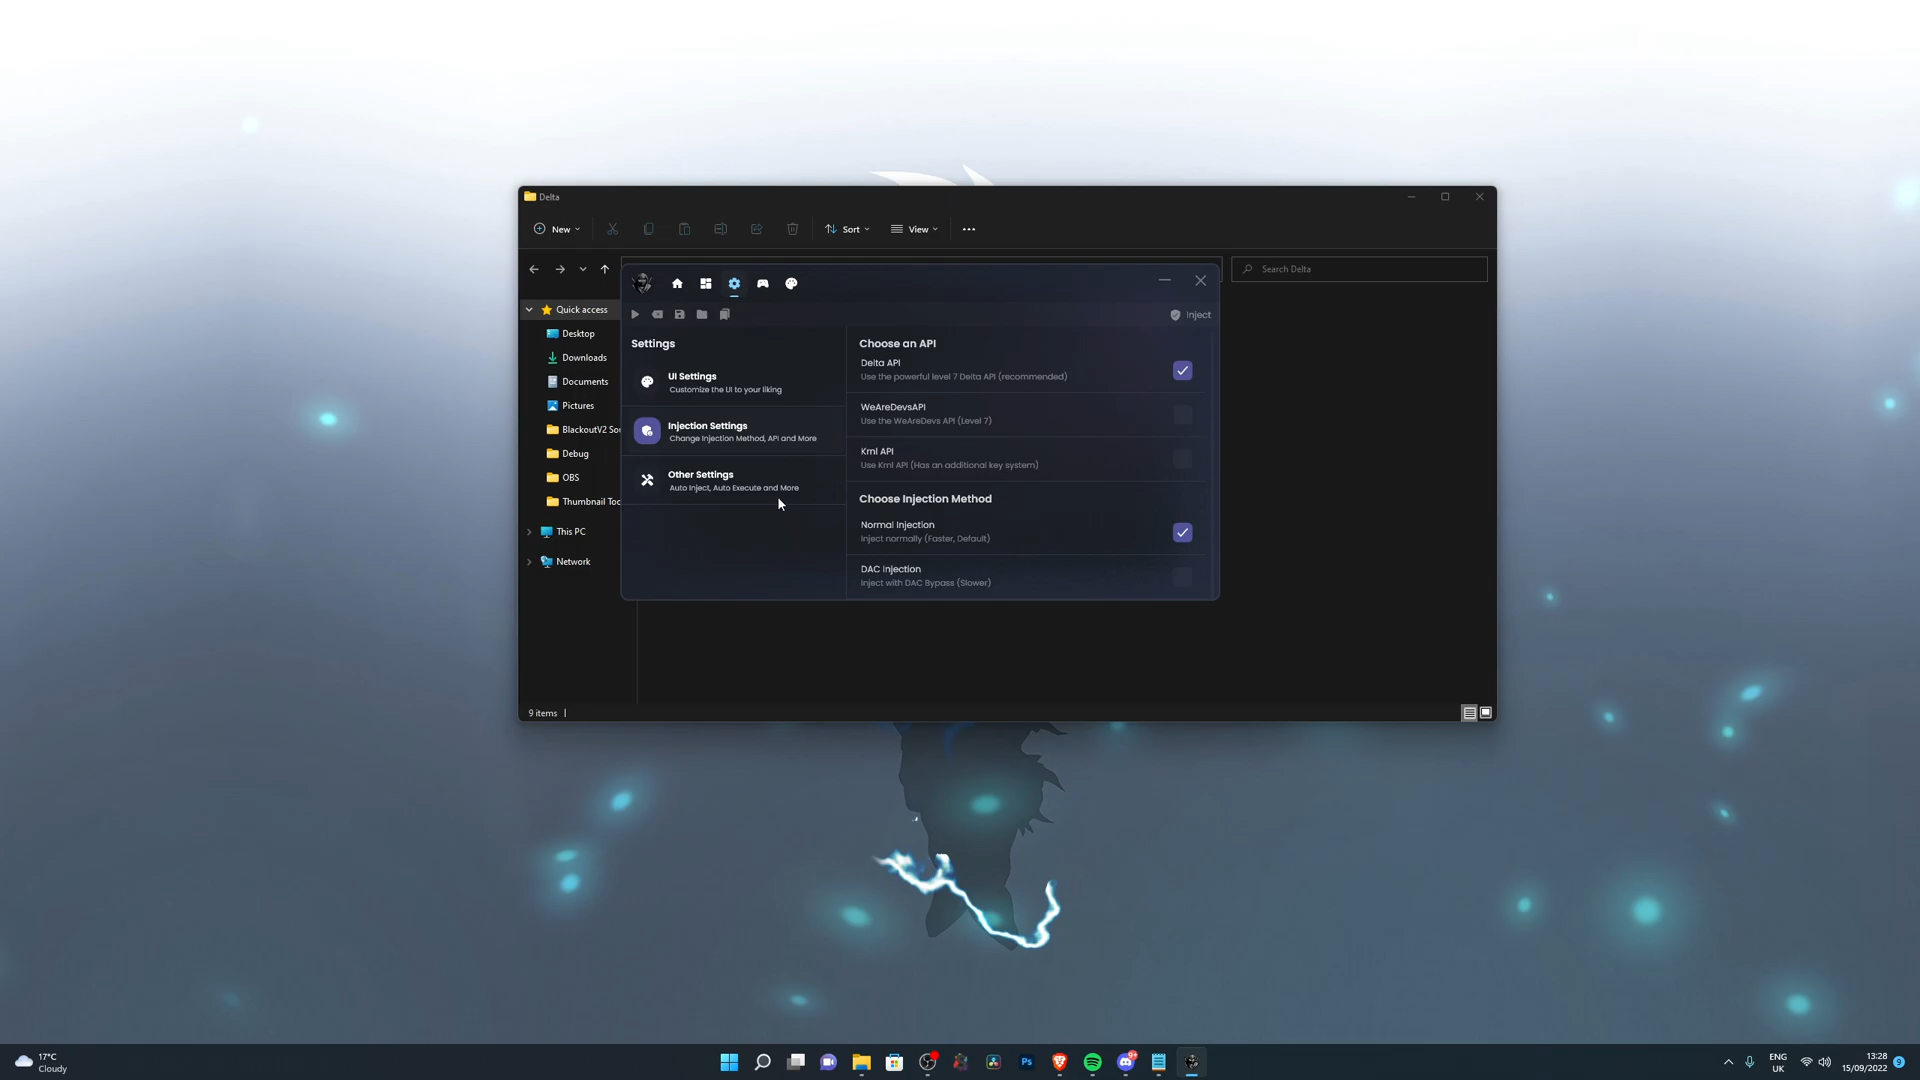 Delta
New
Sort
View
Search Delta
Quick access
Desktop
Downloads
Documents
Pictures
BlackoutV2 Sou
Debug
OBS
Thumbnail Toc
This PC
Network
9 items
Inject
Settings
UI Settings
Customize the UI to your liking
Injection Settings
Change Injection Method, API and More
Other Settings
Auto Inject, Auto Execute and More
Choose an API
Delta API
Use the powerful level 7 Delta API (recommended)
WeAreDevsAPI
Use the WeAreDevs API (Level 7)
Krnl API
Use Krnl API (Has an additional key system)
Choose Injection Method
Normal Injection
Inject normally (Faster, Default)
DAC Injection
Inject with DAC Bypass (Slower)
17°C
Cloudy
Ps
9+
ENG
UK
13:28
15/09/2022
9